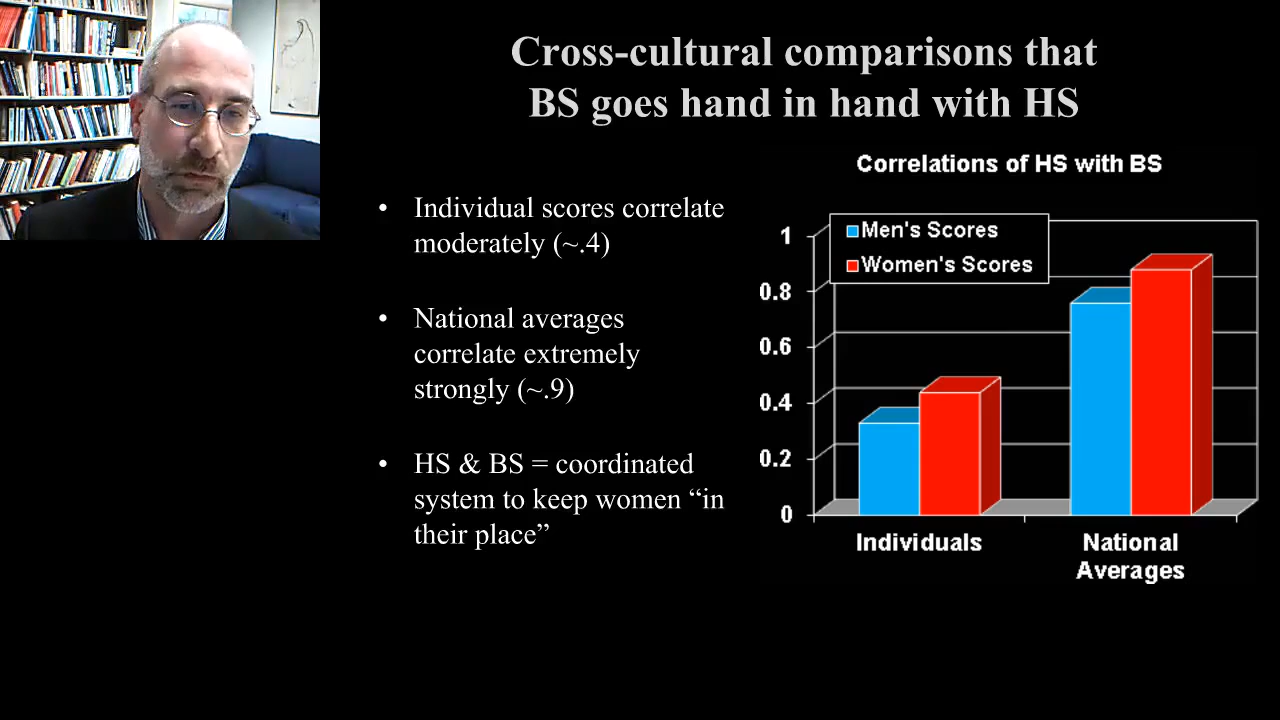 Cross-cultural comparisons that
BS goes hand in hand with HS
• Individual scores correlate
moderately (~.4)
• National averages
correlate extremely
strongly (~.9)
• HS & BS = coordinated
system to keep women “in
their place”
Correlations of HS with BS
Men's Scores
Women's Scores
1
0.8
0.6
0.4
0.2
0
Individuals
National
Averages